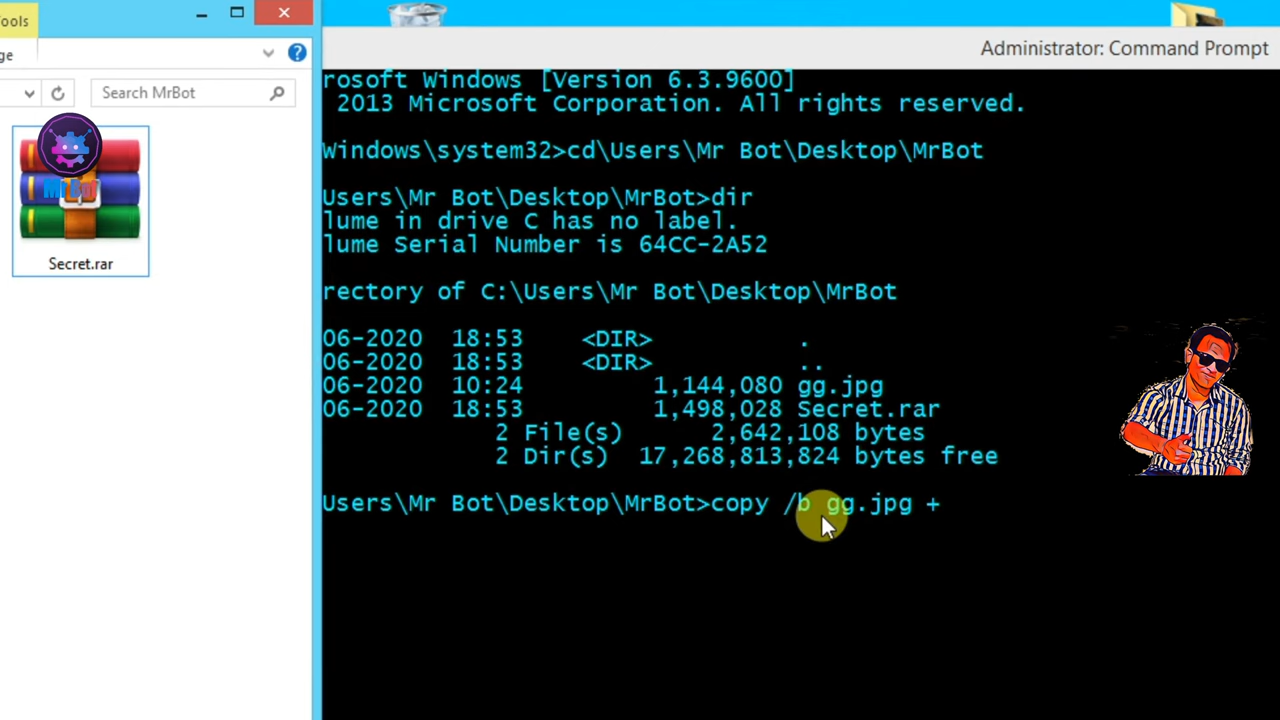 ools
ge
Search MrBot
MrBot
Secret.rar
Administrator: Command Prompt
rosoft Windows [Version 6.3.9600]
2013 Microsoft Corporation. All rights reserved.
Windows\system32>cd\Users\Mr Bot\Desktop\MrBot
Users\Mr Bot\Desktop\MrBot>dir
lume in drive C has no label.
lume Serial Number is 64CC-2A52
rectory of C:\Users\Mr Bot\Desktop\MrBot
06-2020 18:53 <DIR> .
06-2020 18:53 <DIR> ..
06-2020 10:24 1,144,080 gg.jpg
06-2020 18:53 1,498,028 Secret.rar
2 File(s) 2,642,108 bytes
2 Dir(s) 17,268,813,824 bytes free
Users\Mr Bot\Desktop\MrBot>copy /b gg.jpg +